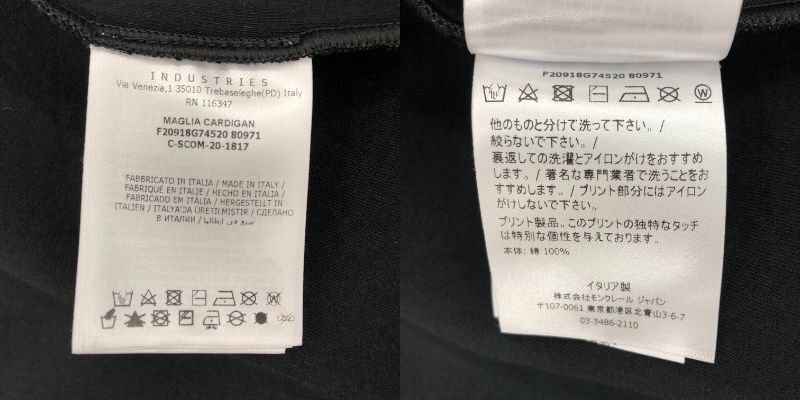 INDUSTRIES
Via Venezia,1 35010 Trebaseleghe(PD) Italy
RN 116347
MAGLIA CARDIGAN
F20918G74520 80971
C-SCOM-20-1817
FABBRICATO IN ITALIA / MADE IN ITALY /
FABRIQUÉ EN ITALIE / HECHO EN ITALIA /
FABRICADO EM ITÁLIA / HERGESTELLT IN
ITALIEN / ITALYA'DA ÜRETİLMİŞTİR / СДЕЛАНО
В ИТАЛИИ / صنع في إيطاليا
F20918G74520 80971
W
他のものと分けて洗って下さい。/
絞らないで下さい。/
裏返しての洗濯とアイロンがけをおすすめ
します。/ 著名な専門業者で洗うことをお
すすめします。/ プリント部分にはアイロン
がけしないで下さい。
プリント製品。このプリントの独特なタッチ
は特別な個性を与えております。
本体: 綿 100%
イタリア製
株式会社モンクレール ジャパン
〒107-0061 東京都港区北青山3-6-7
03-3486-2110